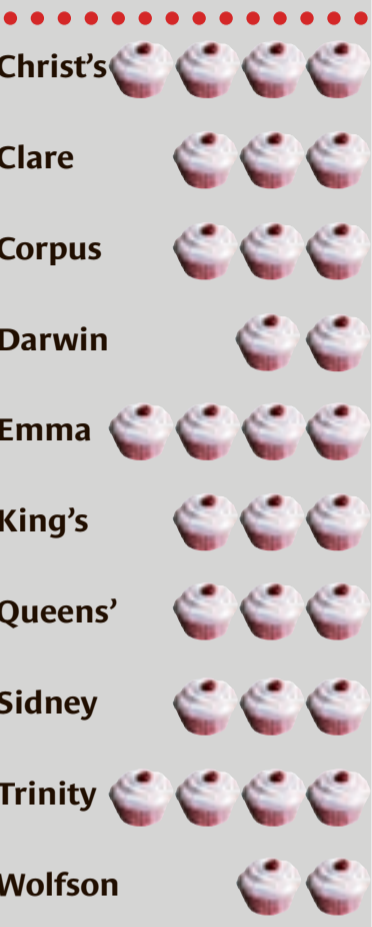 Christ’s
Clare
Corpus
Darwin
Emma
King’s
Queens’
Sidney
Trinity
Wolfson